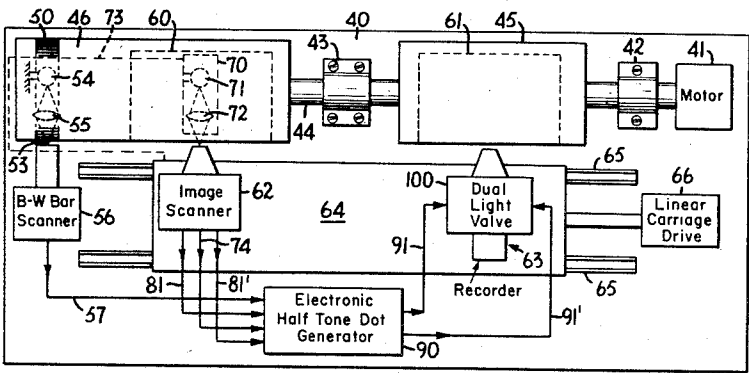 50 46 73 60 40 43 45 61 42 41
54 70 71 Motor
55 72
44
53
B-W Bar
Scanner
56
57
Image
Scanner
62
74
81 81'
64
100
Dual
Light
Valve
63
Recorder
65
66
Linear
Carriage
Drive
65
91
91'
Electronic
Half Tone Dot
Generator
90